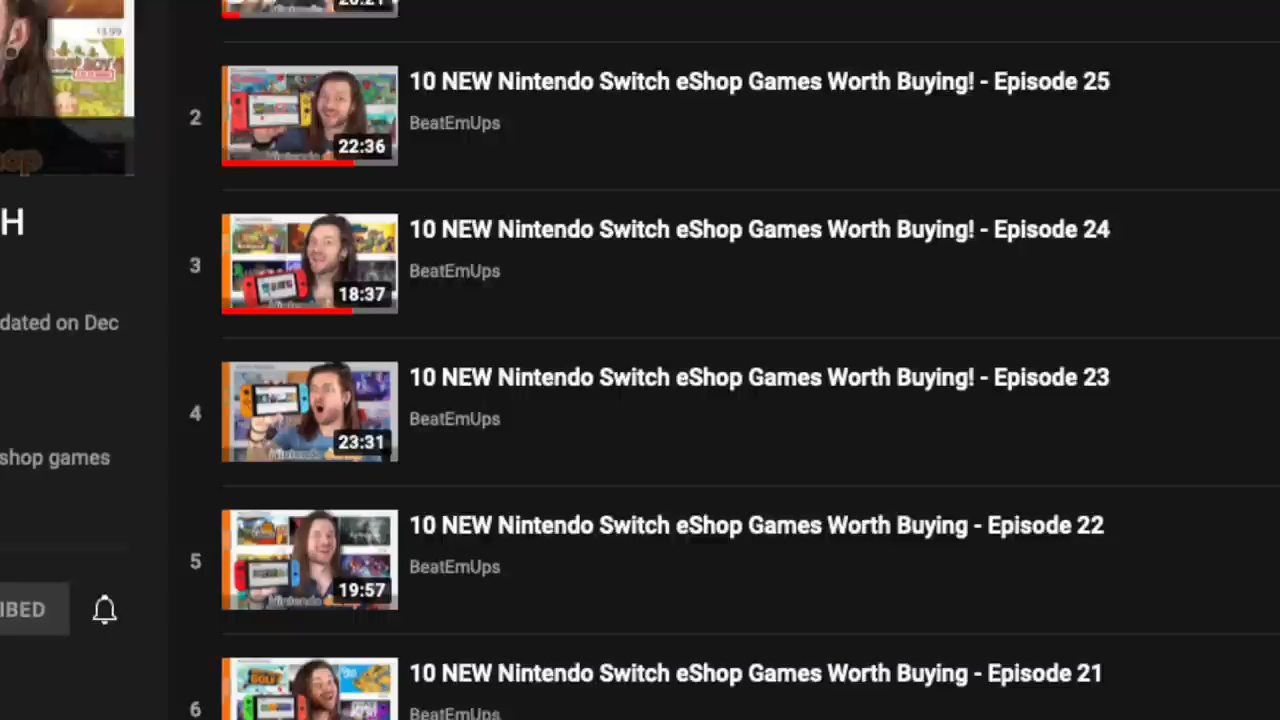 2
22:36
10 NEW Nintendo Switch eShop Games Worth Buying! - Episode 25
BeatEmUps
3
18:37
10 NEW Nintendo Switch eShop Games Worth Buying! - Episode 24
BeatEmUps
4
23:31
10 NEW Nintendo Switch eShop Games Worth Buying! - Episode 23
BeatEmUps
5
19:57
10 NEW Nintendo Switch eShop Games Worth Buying - Episode 22
BeatEmUps
6
10 NEW Nintendo Switch eShop Games Worth Buying - Episode 21
BeatEmUps
H
dated on Dec
shop games
IBED